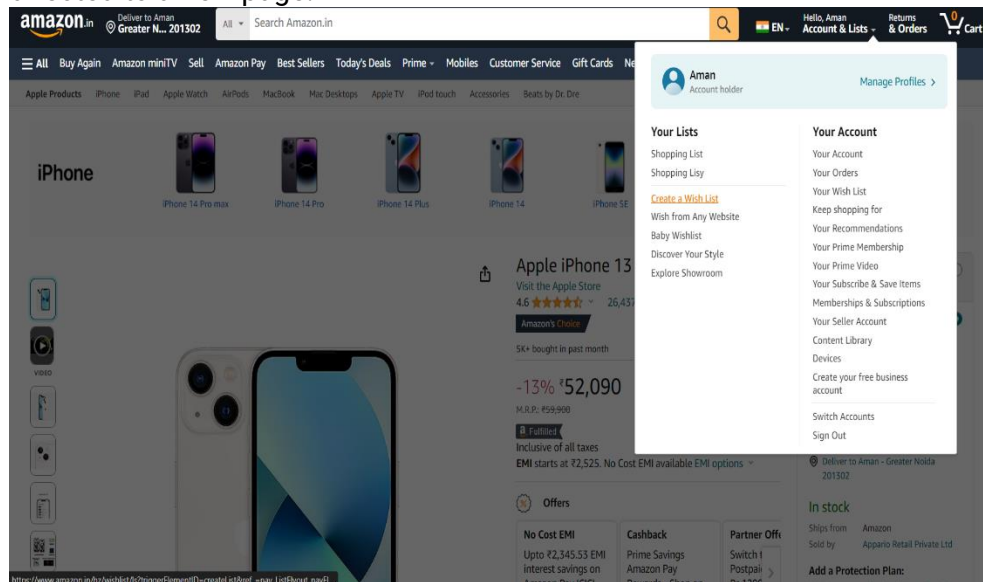 amazon.in
Deliver to Aman
Greater N... 201302
All
Search Amazon.in
EN
Hello, Aman
Account & Lists
Returns
& Orders
0
Cart
All Buy Again Amazon miniTV Sell Amazon Pay Best Sellers Today's Deals Prime Mobiles Customer Service Gift Cards
Apple Products iPhone iPad Apple Watch AirPods MacBook Mac Desktops Apple TV iPod touch Accessories Beats by Dr. Dre
Aman
Account holder
Manage Profiles >
Your Lists
Shopping List
Shopping Lisy
Create a Wish List
Wish from Any Website
Baby Wishlist
Discover Your Style
Explore Showroom
Your Account
Your Account
Your Orders
Your Wish List
Keep shopping for
Your Recommendations
Your Prime Membership
Your Prime Video
Your Subscribe & Save Items
Memberships & Subscriptions
Your Seller Account
Content Library
Devices
Create your free business
account
Switch Accounts
Sign Out
iPhone
iPhone 14 Pro max
iPhone 14 Pro
iPhone 14 Plus
iPhone 14
iPhone SE
VIDEO
Apple iPhone 13
Visit the Apple Store
4.6 26,437
Amazon's Choice
5K+ bought in past month
-13% ₹52,090
M.R.P.: ₹59,900
Fulfilled
Inclusive of all taxes
EMI starts at ₹2,525. No Cost EMI available EMI options
Offers
No Cost EMI
Upto ₹2,345.53 EMI
interest savings on
Cashback
Prime Savings
Amazon Pay
Partner Offe
Switch t
Postpai
Deliver to Aman - Greater Noida
201302
In stock
Ships from Amazon
Sold by Appario Retail Private Ltd
Add a Protection Plan: